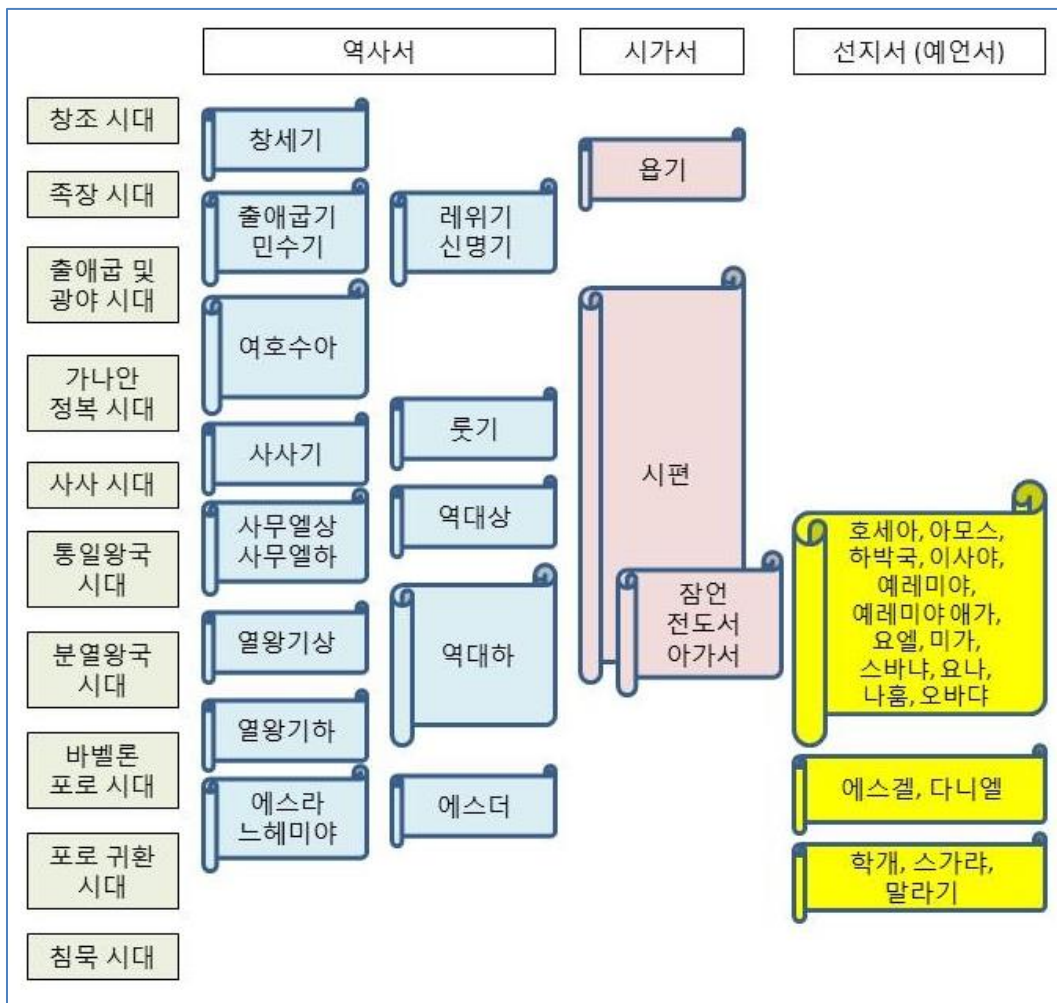 역사서
시가서
선지서 (예언서)
창조 시대
족장 시대
출애굽 및
광야 시대
가나안
정복 시대
사사 시대
통일왕국
시대
분열왕국
시대
바벨론
포로 시대
포로 귀환
시대
침묵 시대
창세기
출애굽기
민수기
레위기
신명기
여호수아
사사기
룻기
사무엘상
사무엘하
역대상
열왕기상
역대하
열왕기하
에스라
느헤미야
에스더
욥기
시편
잠언
전도서
아가서
호세아, 아모스,
하박국, 이사야,
예레미야,
예레미야 애가,
요엘, 미가,
스바냐, 요나,
나훔, 오바댜
에스겔, 다니엘
학개, 스가랴,
말라기